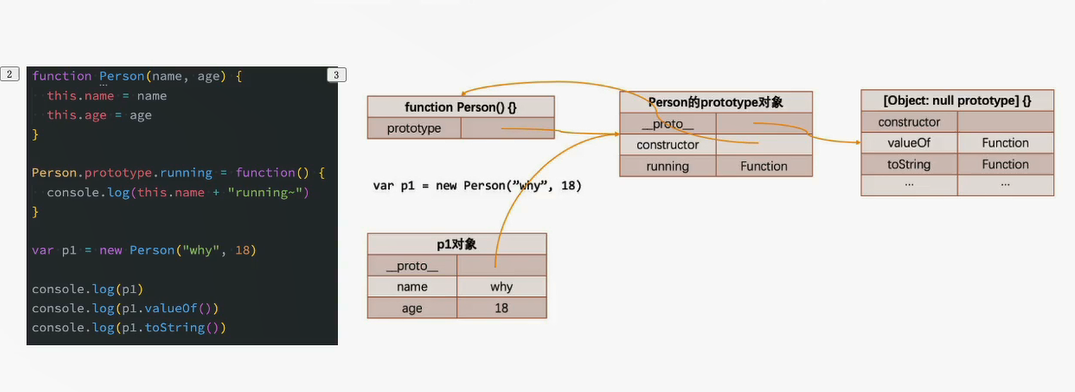 2
function Person(name, age) {
this.name = name
this.age = age
}
Person.prototype.running = function() {
console.log(this.name + "running~")
}
var p1 = new Person("why", 18)
console.log(p1)
console.log(p1.valueOf())
console.log(p1.toString())
3
function Person() {}
prototype
var p1 = new Person(”why”, 18)
p1对象
__proto__
name why
age 18
Person的prototype对象
__proto__
constructor
running Function
[Object: null prototype] {}
constructor
valueOf Function
toString Function
... ...